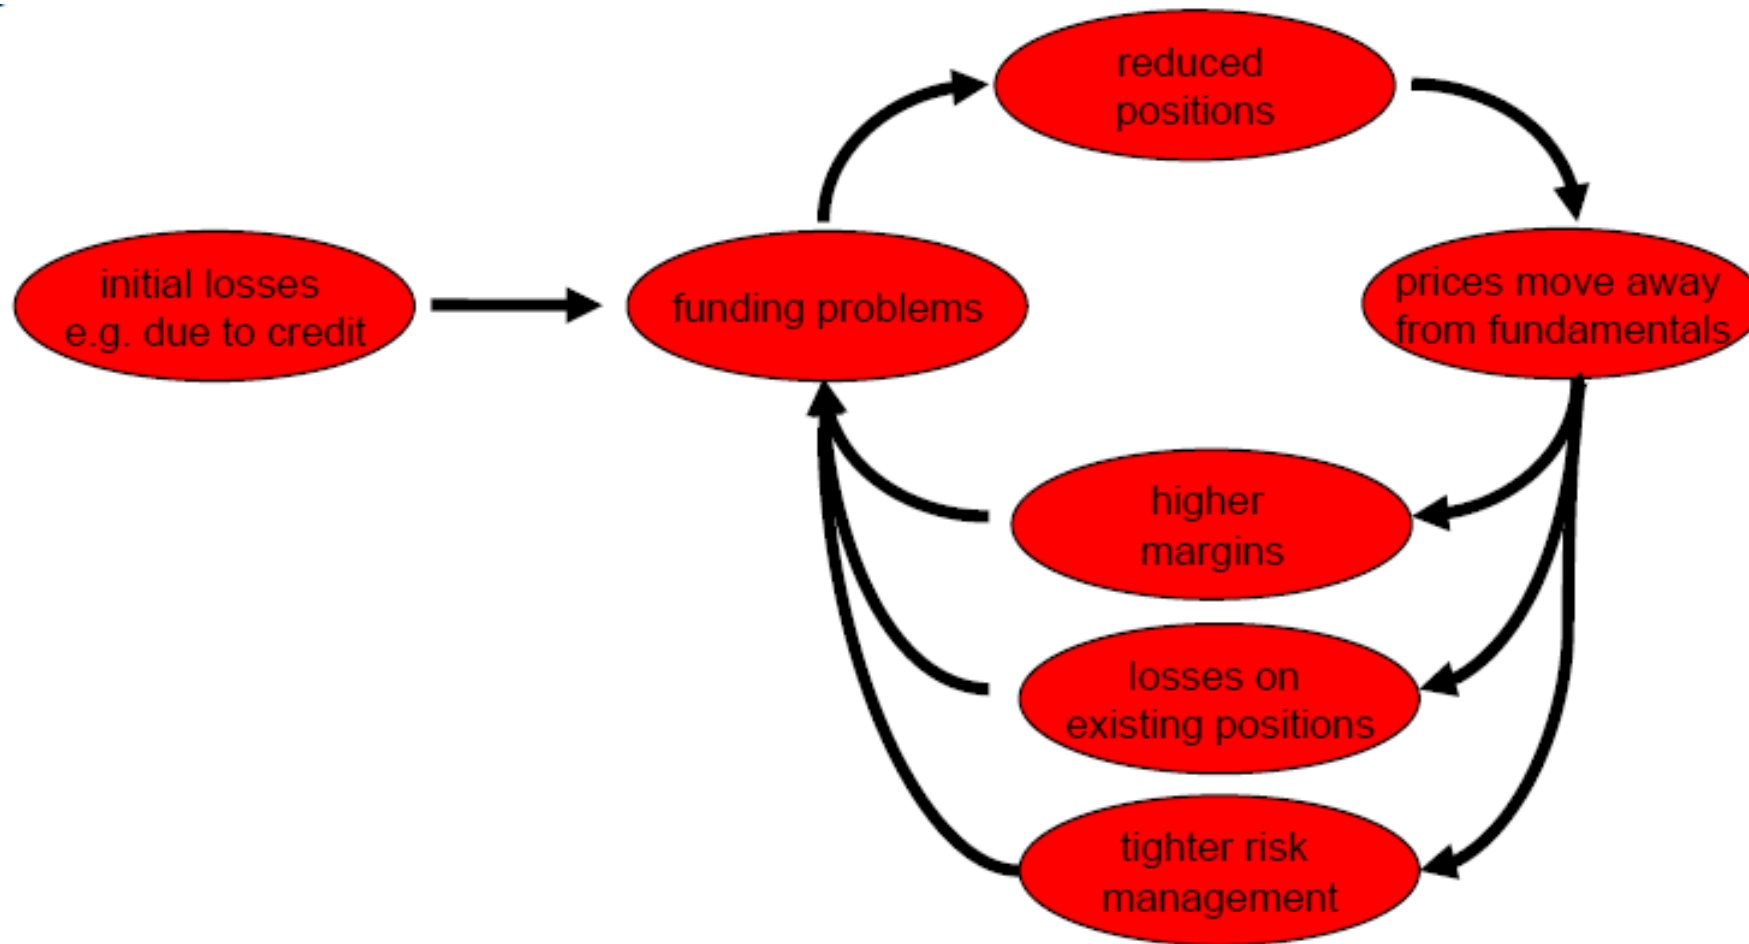 reduced
positions
initial losses
e.g. due to credit
funding problems
prices move away
from fundamentals
higher
margins
losses on
existing positions
tighter risk
management